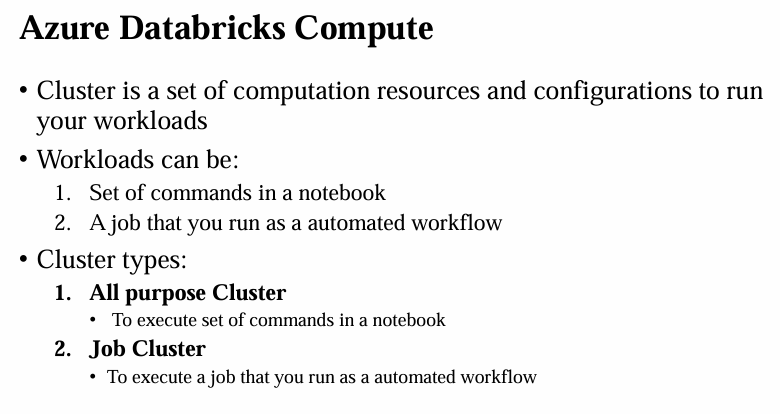 Azure Databricks Compute
• Cluster is a set of computation resources and configurations to run
your workloads
• Workloads can be:
1. Set of commands in a notebook
2. A job that you run as a automated workflow
• Cluster types:
1. All purpose Cluster
• To execute set of commands in a notebook
2. Job Cluster
• To execute a job that you run as a automated workflow